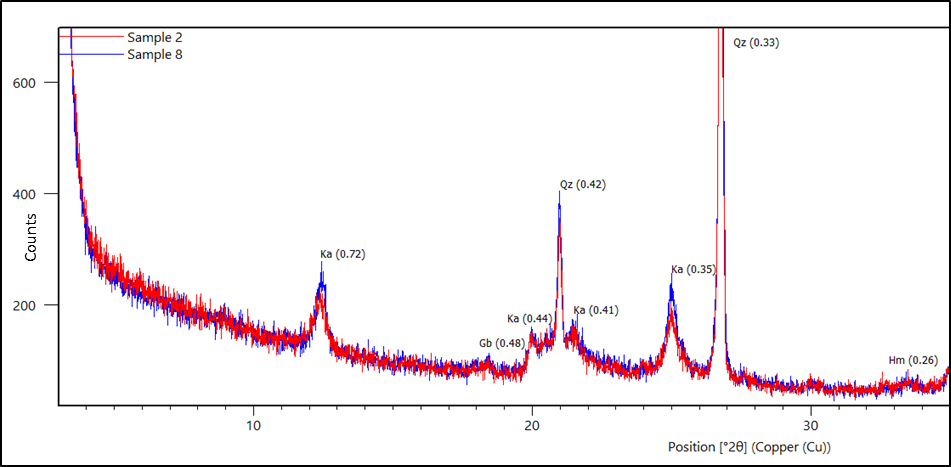 Sample 2
Sample 8
Qz (0.33)
600
400
200
Counts
Ka (0.72)
Qz (0.42)
Ka (0.44)
Ka (0.41)
Gb (0.48)
Ka (0.35)
Hm (0.26)
10
20
30
Position [°2θ] (Copper (Cu))